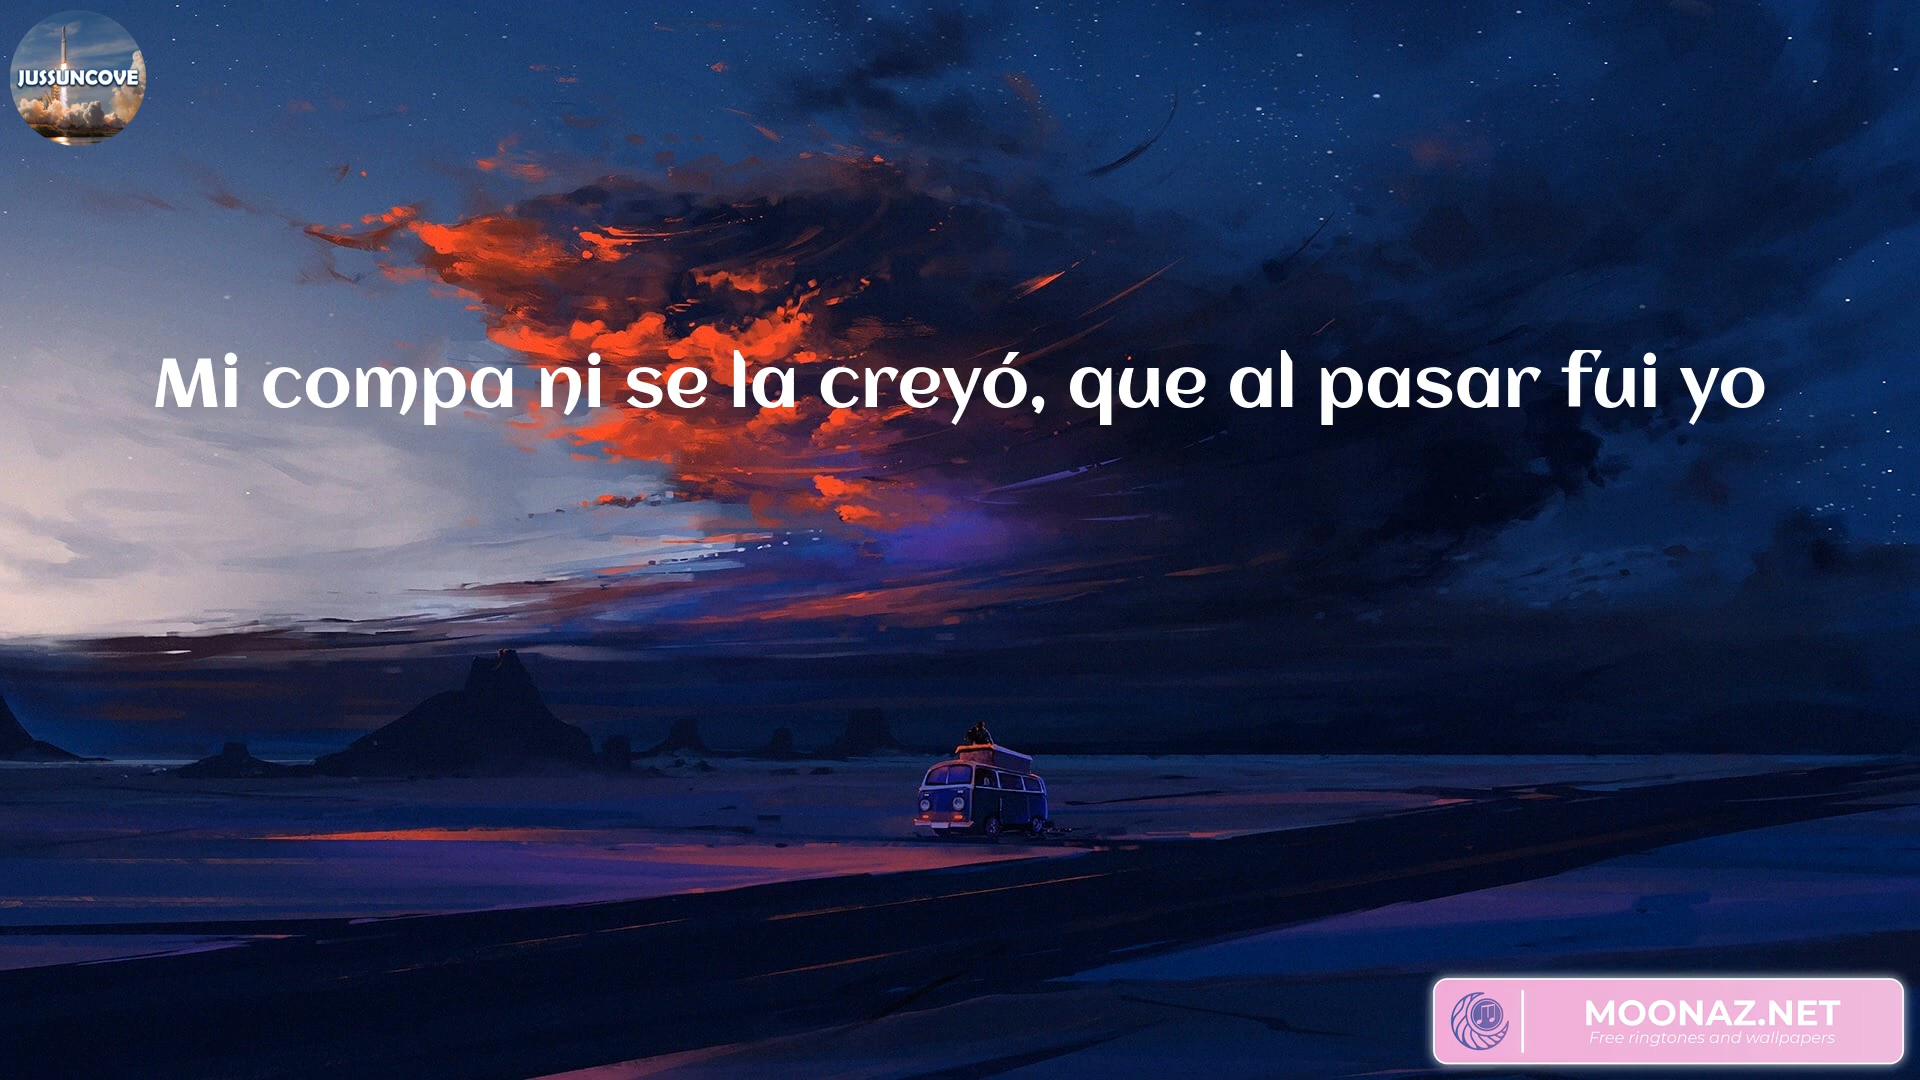 JUSSUNCOVE
Mi compa ni se la creyó, que al pasar fui yo
MOONAZ.NET
Free ringtones and wallpapers